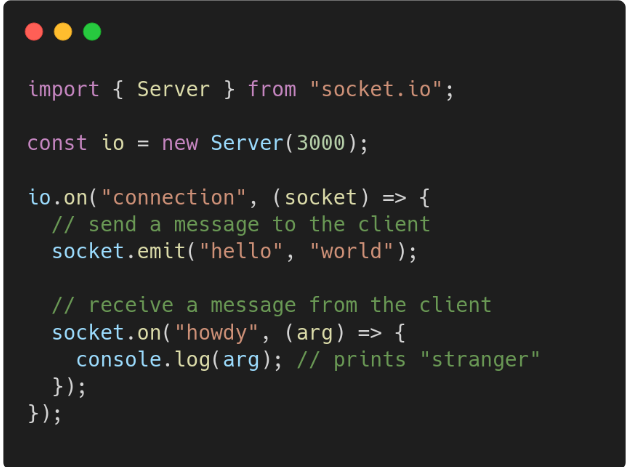 import { Server } from "socket.io";

const io = new Server(3000);

io.on("connection", (socket) => {
  // send a message to the client
  socket.emit("hello", "world");

  // receive a message from the client
  socket.on("howdy", (arg) => {
    console.log(arg); // prints "stranger"
  });
});